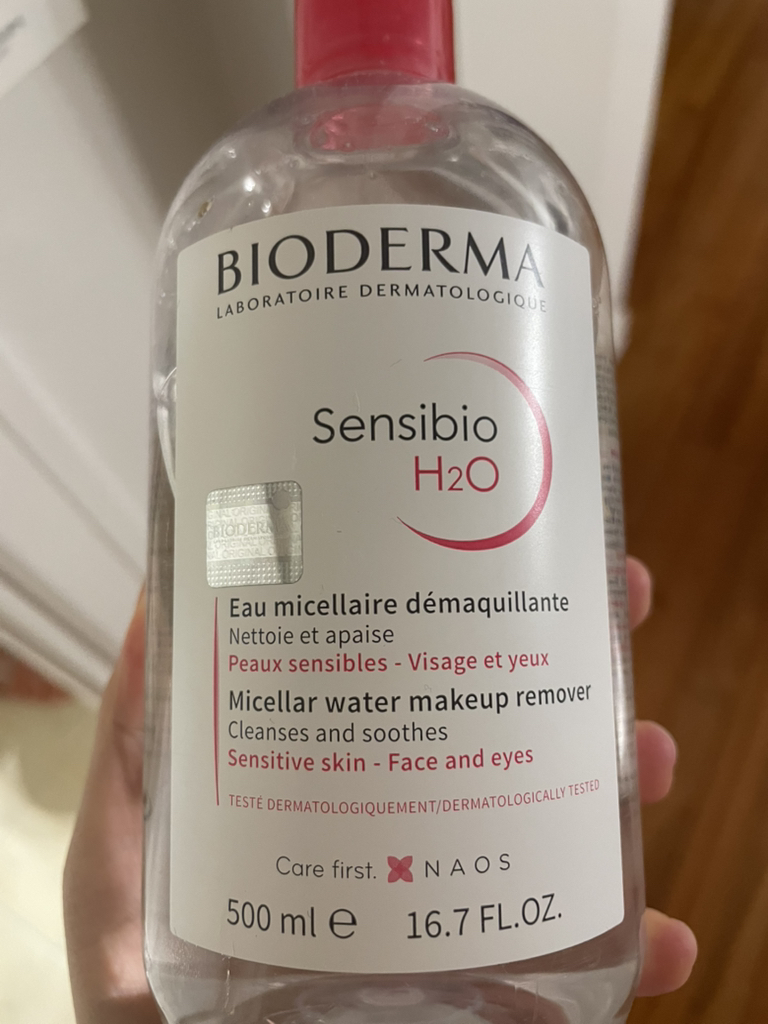 BIODERMA
LABORATOIRE DERMATOLOGIQUE
Sensibio
H2O
BIODERMA
ORIGINAL
Eau micellaire démaquillante
Nettoie et apaise
Peaux sensibles - Visage et yeux
Micellar water makeup remover
Cleanses and soothes
Sensitive skin - Face and eyes
TESTÉ DERMATOLOGIQUEMENT/DERMATOLOGICALLY TESTED
Care first. NAOS
500 ml e 16.7 FL.OZ.